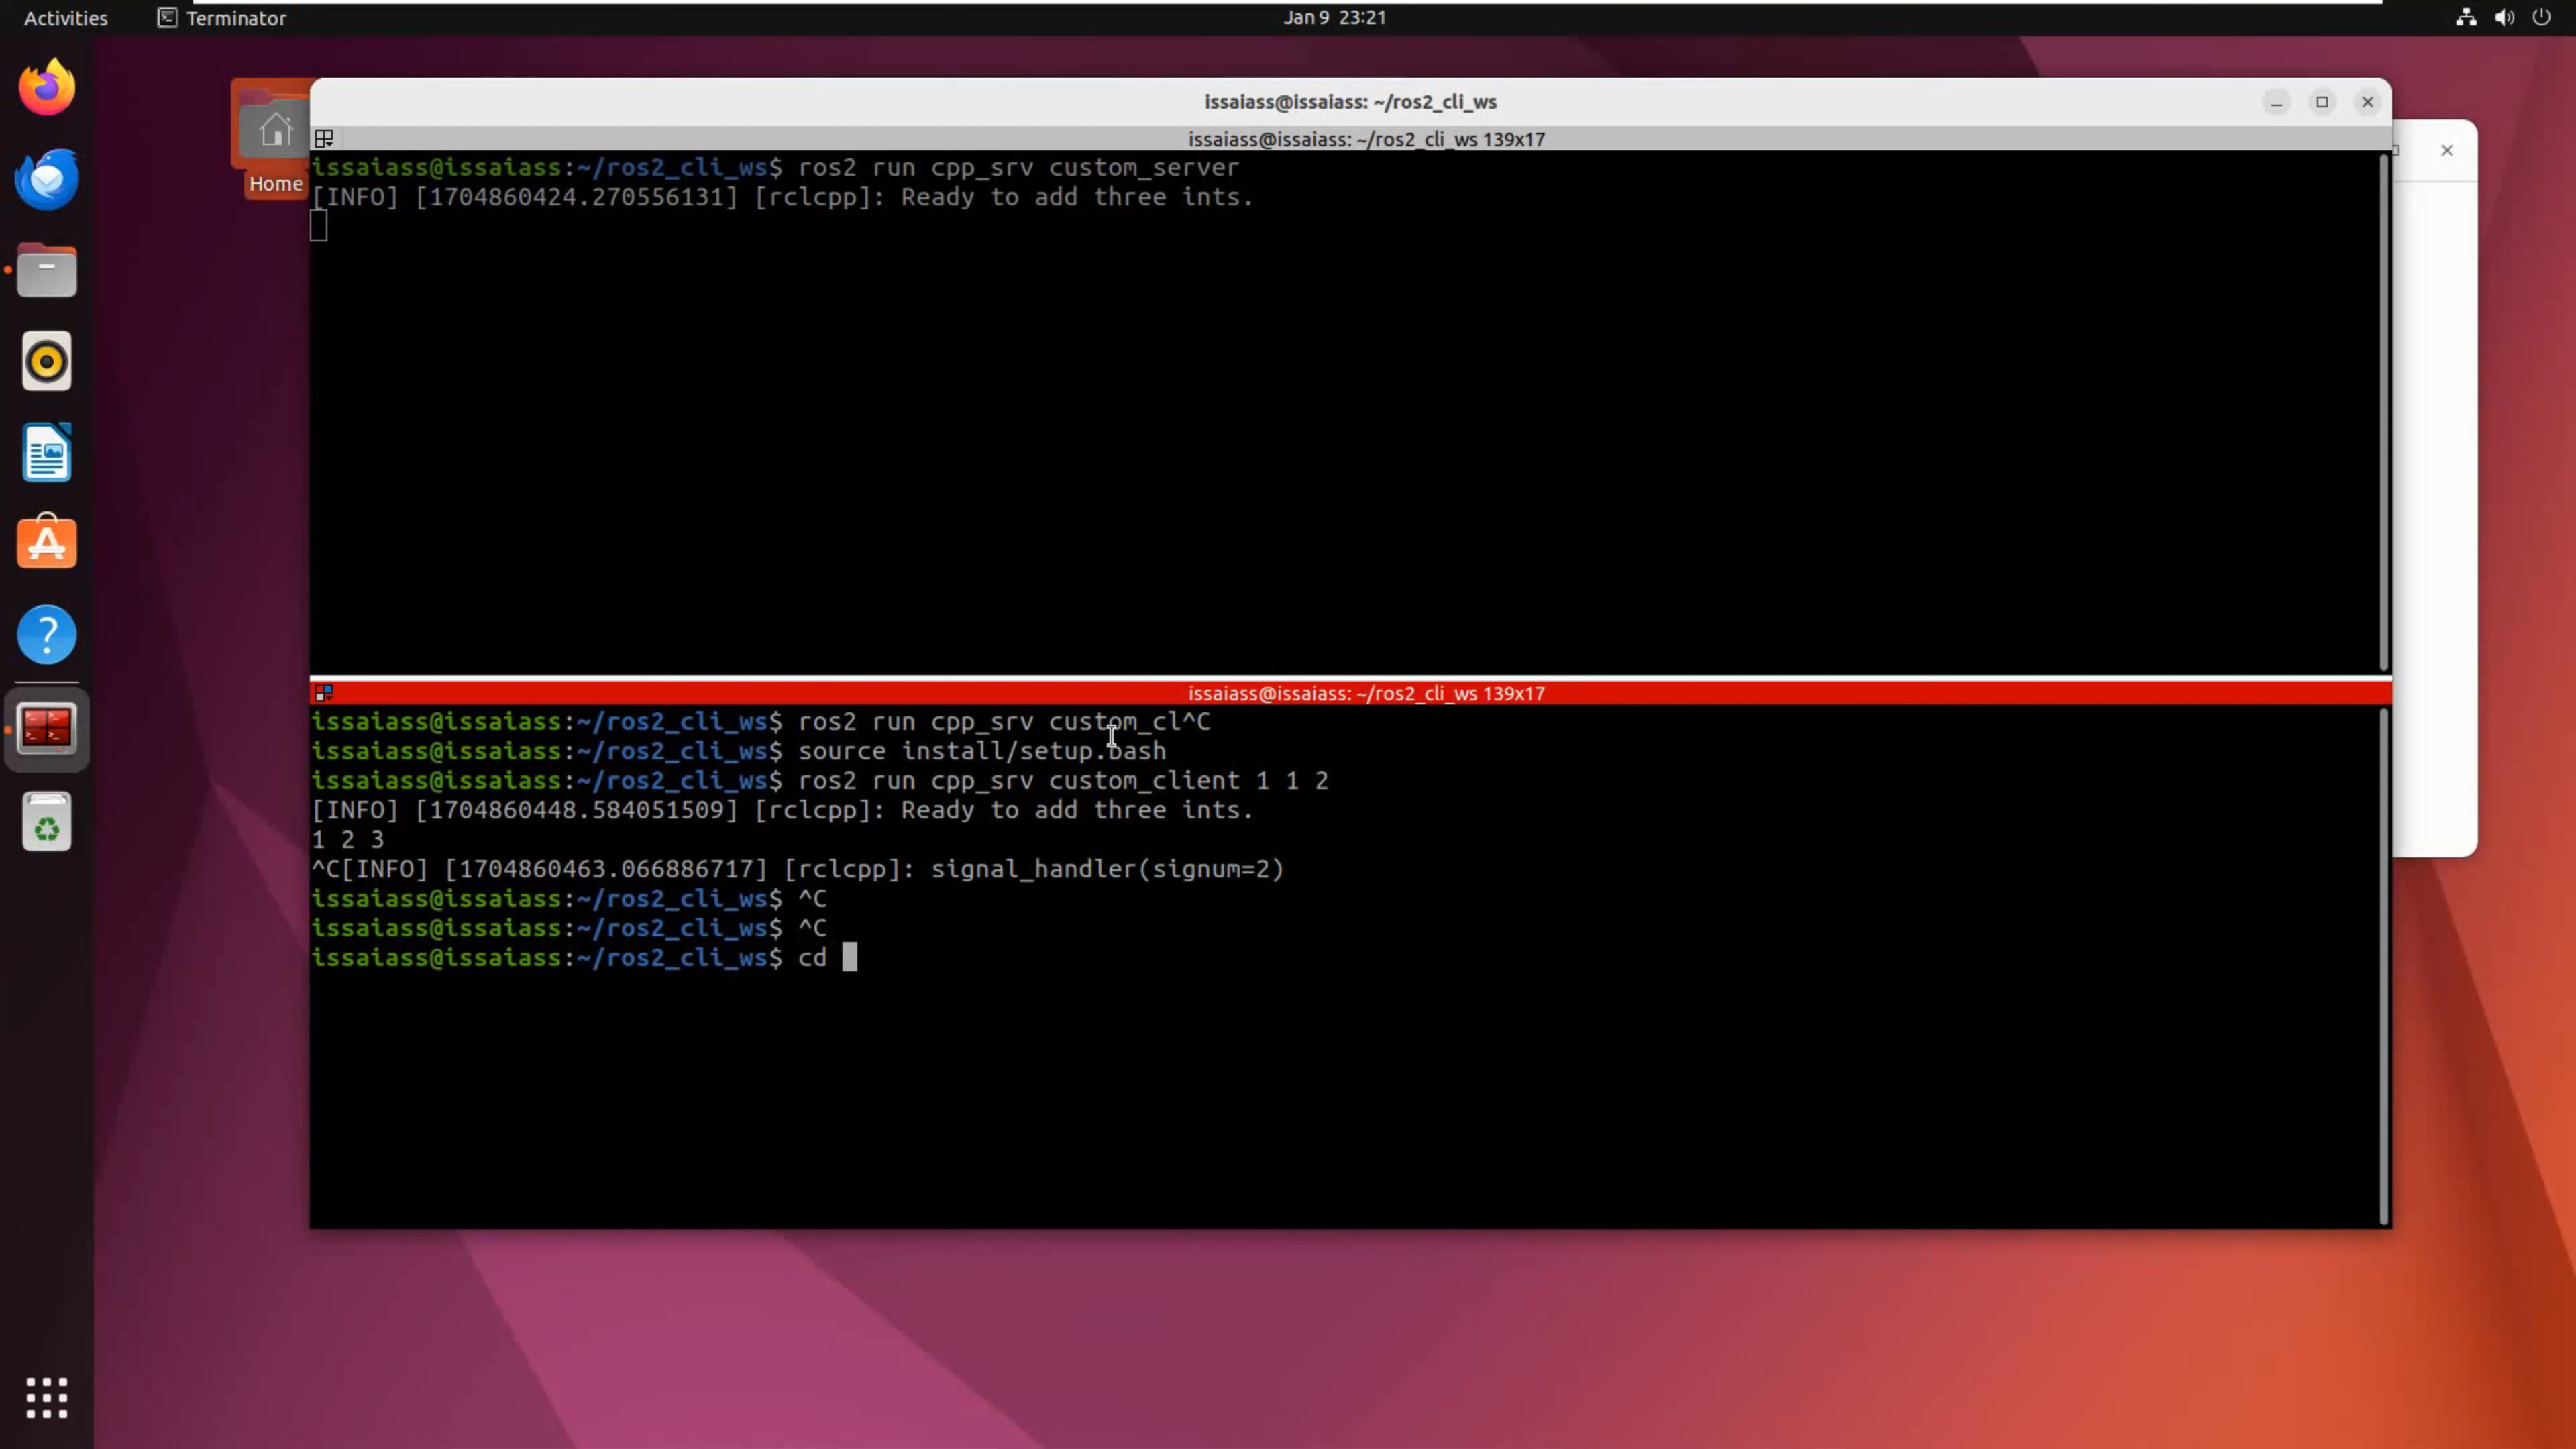 Activities
Terminator
Jan 9 23:21
Home
issaiass@issaiass: ~/ros2_cli_ws
issaiass@issaiass: ~/ros2_cli_ws 139x17
issaiass@issaiass:~/ros2_cli_ws$ ros2 run cpp_srv custom_server
[INFO] [1704860424.270556131] [rclcpp]: Ready to add three ints.
issaiass@issaiass: ~/ros2_cli_ws 139x17
issaiass@issaiass:~/ros2_cli_ws$ ros2 run cpp_srv custom_cl^C
issaiass@issaiass:~/ros2_cli_ws$ source install/setup.bash
issaiass@issaiass:~/ros2_cli_ws$ ros2 run cpp_srv custom_client 1 1 2
[INFO] [1704860448.584051509] [rclcpp]: Ready to add three ints.
1 2 3
^C[INFO] [1704860463.066886717] [rclcpp]: signal_handler(signum=2)
issaiass@issaiass:~/ros2_cli_ws$ ^C
issaiass@issaiass:~/ros2_cli_ws$ ^C
issaiass@issaiass:~/ros2_cli_ws$ cd